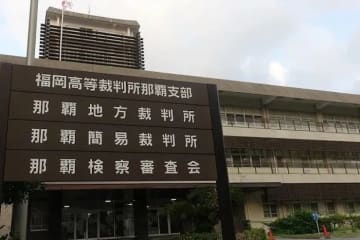 福岡高等裁判所那覇支部
那覇地方裁判所
那覇簡易裁判所
那覇検察審査会